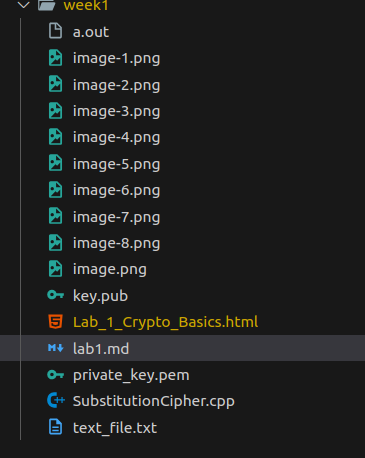 week1
a.out
image-1.png
image-2.png
image-3.png
image-4.png
image-5.png
image-6.png
image-7.png
image-8.png
image.png
key.pub
Lab_1_Crypto_Basics.html
lab1.md
private_key.pem
SubstitutionCipher.cpp
text_file.txt